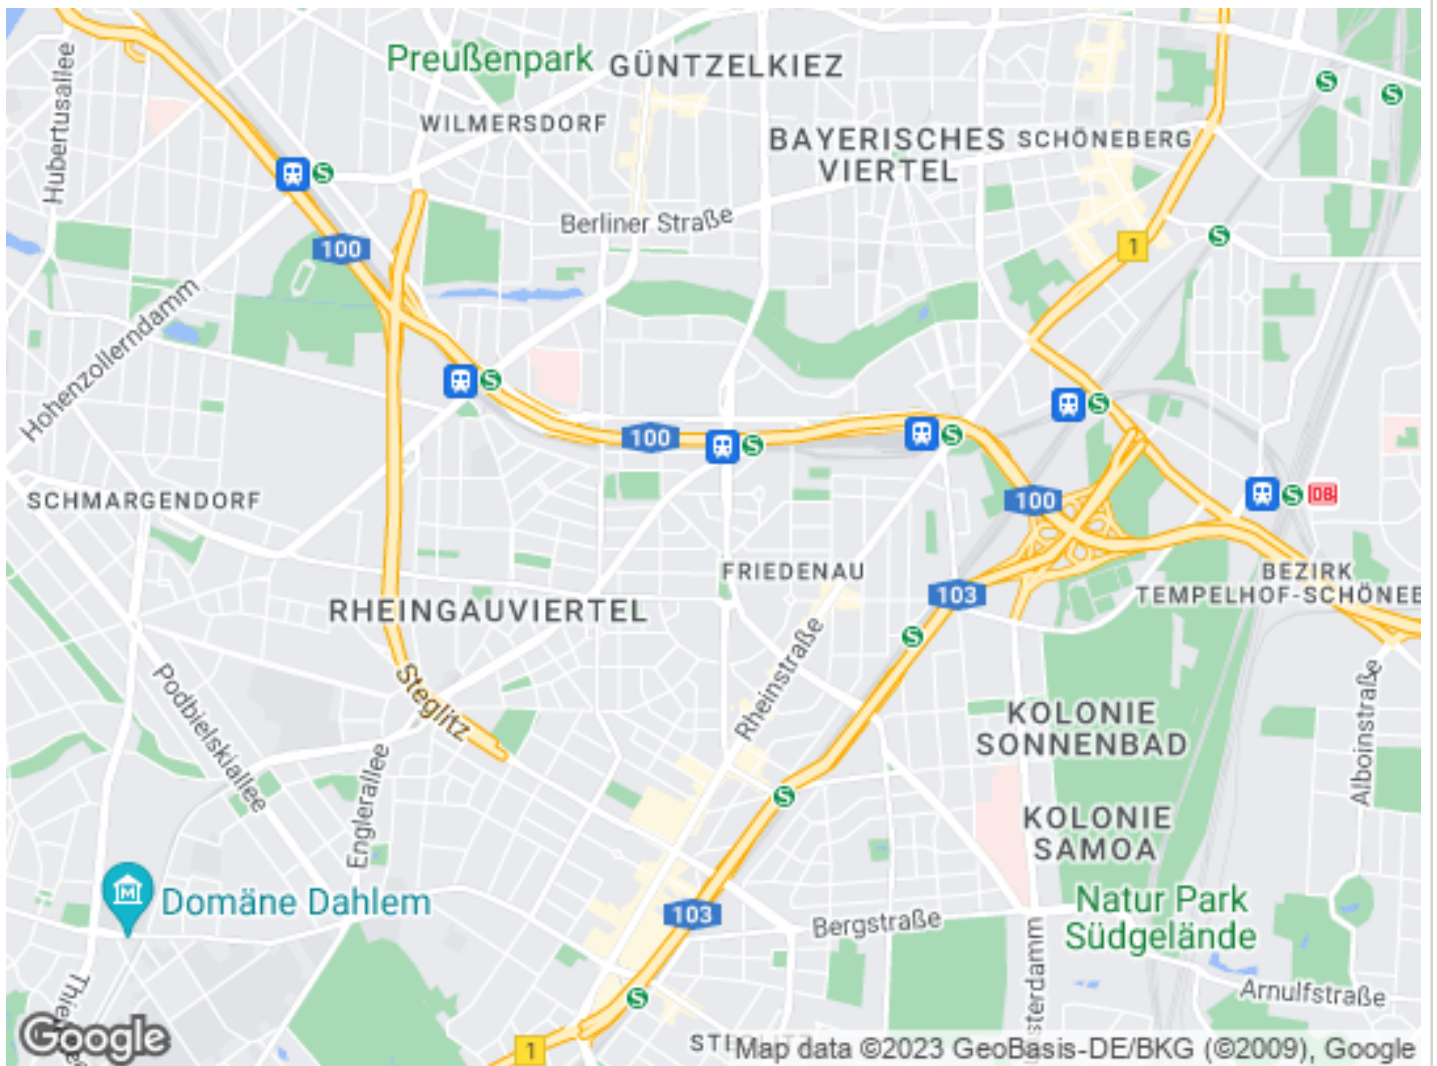 Preußenpark
GÜNTZELKIEZ
Hubertusallee
WILMERSDORF
BAYERISCHES
VIERTEL
SCHÖNEBERG
S
S
S
Berliner Straße
S
100
1
Hohenzollerndamm
S
S
100
S
S
SCHMARGENDORF
100
S
DB
FRIEDENAU
BEZIRK
TEMPELHOF-SCHÖNEB
103
RHEINGAUVIERTEL
S
Rheinstraße
Steglitz
Podbielskiallee
KOLONIE
SONNENBAD
Alboinstraße
Englerallee
S
KOLONIE
SAMOA
M
Domäne Dahlem
103
Bergstraße
Natur Park
Südgelände
sterdamm
Arnulfstraße
S
Google
1
Map data ©2023 GeoBasis-DE/BKG (©2009), Google